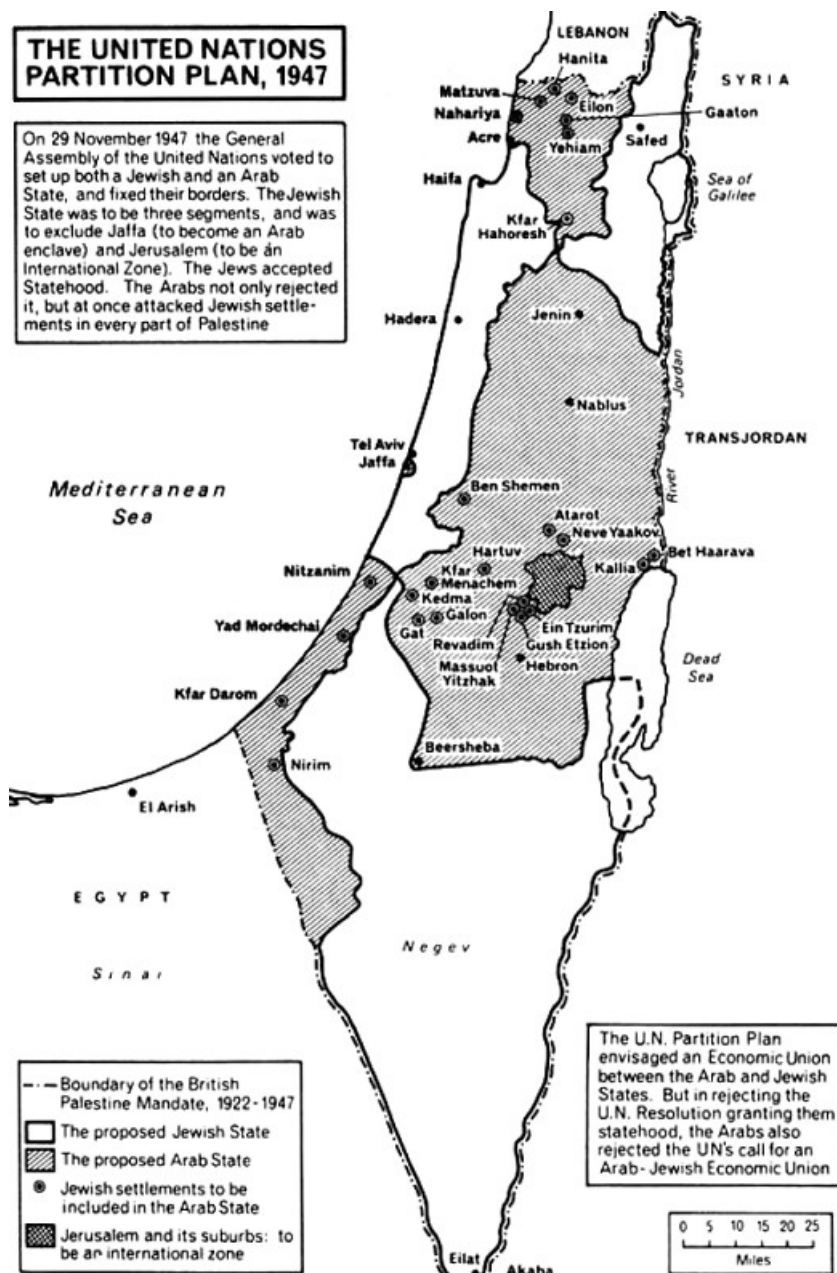 THE UNITED NATIONS
PARTITION PLAN, 1947
On 29 November 1947 the General
Assembly of the United Nations voted to
set up both a Jewish and an Arab
State, and fixed their borders. The Jewish
State was to be three segments, and was
to exclude Jaffa (to become an Arab
enclave) and Jerusalem (to be an
International Zone). The Jews accepted
Statehood. The Arabs not only rejected
it, but at once attacked Jewish settle-
ments in every part of Palestine
LEBANON
Hanita
SYRIA
Matzuva
Eilon
Nahariya
Gaaton
Acre
Yehiam
Safed
Haifa
Sea of
Galilee
Kfar
Hahoresh
Hadera
Jenin
Jordan
Nablus
TRANSJORDAN
Tel Aviv
Jaffa
Mediterranean
Sea
Ben Shemen
River
Atarot
Neve Yaakov
Hartuv
Bet Haarava
Kallia
Nitzanim
Kfar
Menachem
Kedma
Galon
Gat
Yad Mordechai
Revadim
Ein Tzurim
Gush Etzion
Massuot
Yitzhak
Hebron
Dead
Sea
Kfar Darom
Beersheba
Nirim
El Arish
EGYPT
Sinai
Negev
Boundary of the British
Palestine Mandate, 1922-1947
The proposed Jewish State
The proposed Arab State
Jewish settlements to be
included in the Arab State
Jerusalem and its suburbs: to
be an international zone
The U.N. Partition Plan
envisaged an Economic Union
between the Arab and Jewish
States. But in rejecting the
U.N. Resolution granting them
statehood, the Arabs also
rejected the UN's call for an
Arab-Jewish Economic Union
0 5 10 15 20 25
Miles
Eilat
Akaba